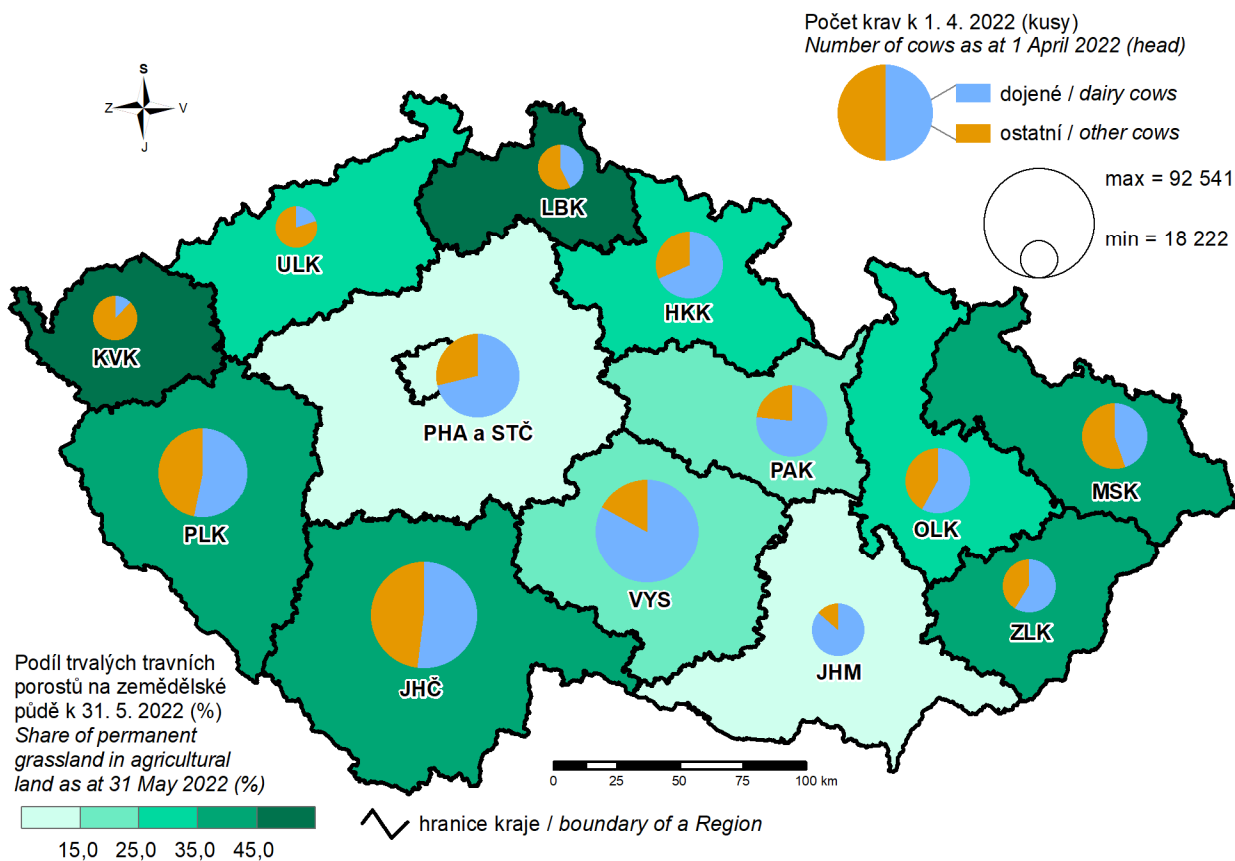 Počet krav k 1. 4. 2022 (kusy)
Number of cows as at 1 April 2022 (head)
dojené / dairy cows
ostatní / other cows
max = 92 541
min = 18 222
S
Z
V
J
LBK
ULK
HKK
KVK
PHA a STČ
PAK
MSK
PLK
OLK
VYS
ZLK
JHČ
JHM
Podíl trvalých travních
porostů na zemědělské
půdě k 31. 5. 2022 (%)
Share of permanent
grassland in agricultural
land as at 31 May 2022 (%)
15,0 25,0 35,0 45,0
0 25 50 75 100 km
hranice kraje / boundary of a Region